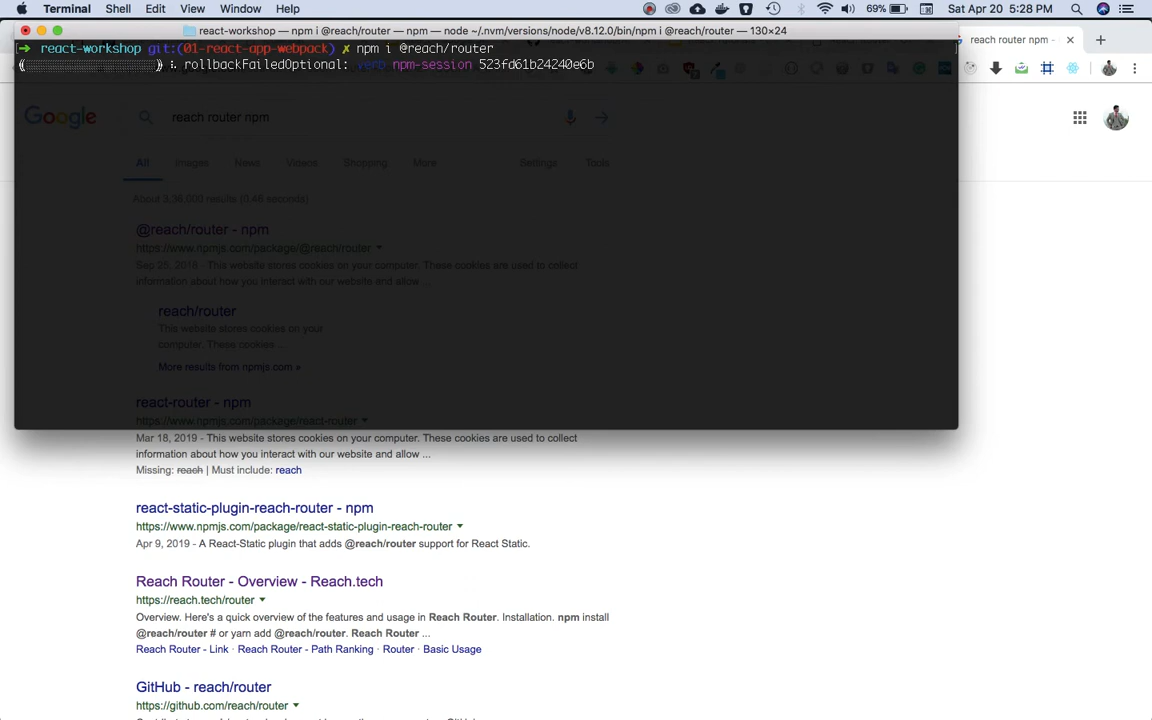 Terminal Shell Edit View Window Help 69% Sat Apr 20 5:28 PM
react-workshop — npm i @reach/router — npm — node ~/.nvm/versions/node/v8.12.0/bin/npm i @reach/router — 130×24
reach router npm -
[➜ react-workshop git:(01-react-app-webpack) ✗ npm i @reach/router ]
rollbackFailedOptional: verb npm-session 523fd61b24240e6b
Google
reach router npm
All Images News Videos Shopping More Settings Tools
About 3,36,000 results (0.46 seconds)
@reach/router - npm
https://www.npmjs.com/package/@reach/router
Sep 25, 2018 - This website stores cookies on your computer. These cookies are used to collect
information about how you interact with our website and allow ...
reach/router
This website stores cookies on your
computer. These cookies ...
More results from npmjs.com »
react-router - npm
https://www.npmjs.com/package/react-router
Mar 18, 2019 - This website stores cookies on your computer. These cookies are used to collect
information about how you interact with our website and allow ...
Missing: reach | Must include: reach
react-static-plugin-reach-router - npm
https://www.npmjs.com/package/react-static-plugin-reach-router
Apr 9, 2019 - A React-Static plugin that adds @reach/router support for React Static.
Reach Router - Overview - Reach.tech
https://reach.tech/router
Overview. Here's a quick overview of the features and usage in Reach Router. Installation. npm install
@reach/router # or yarn add @reach/router. Reach Router ...
Reach Router - Link · Reach Router - Path Ranking · Router · Basic Usage
GitHub - reach/router
https://github.com/reach/router